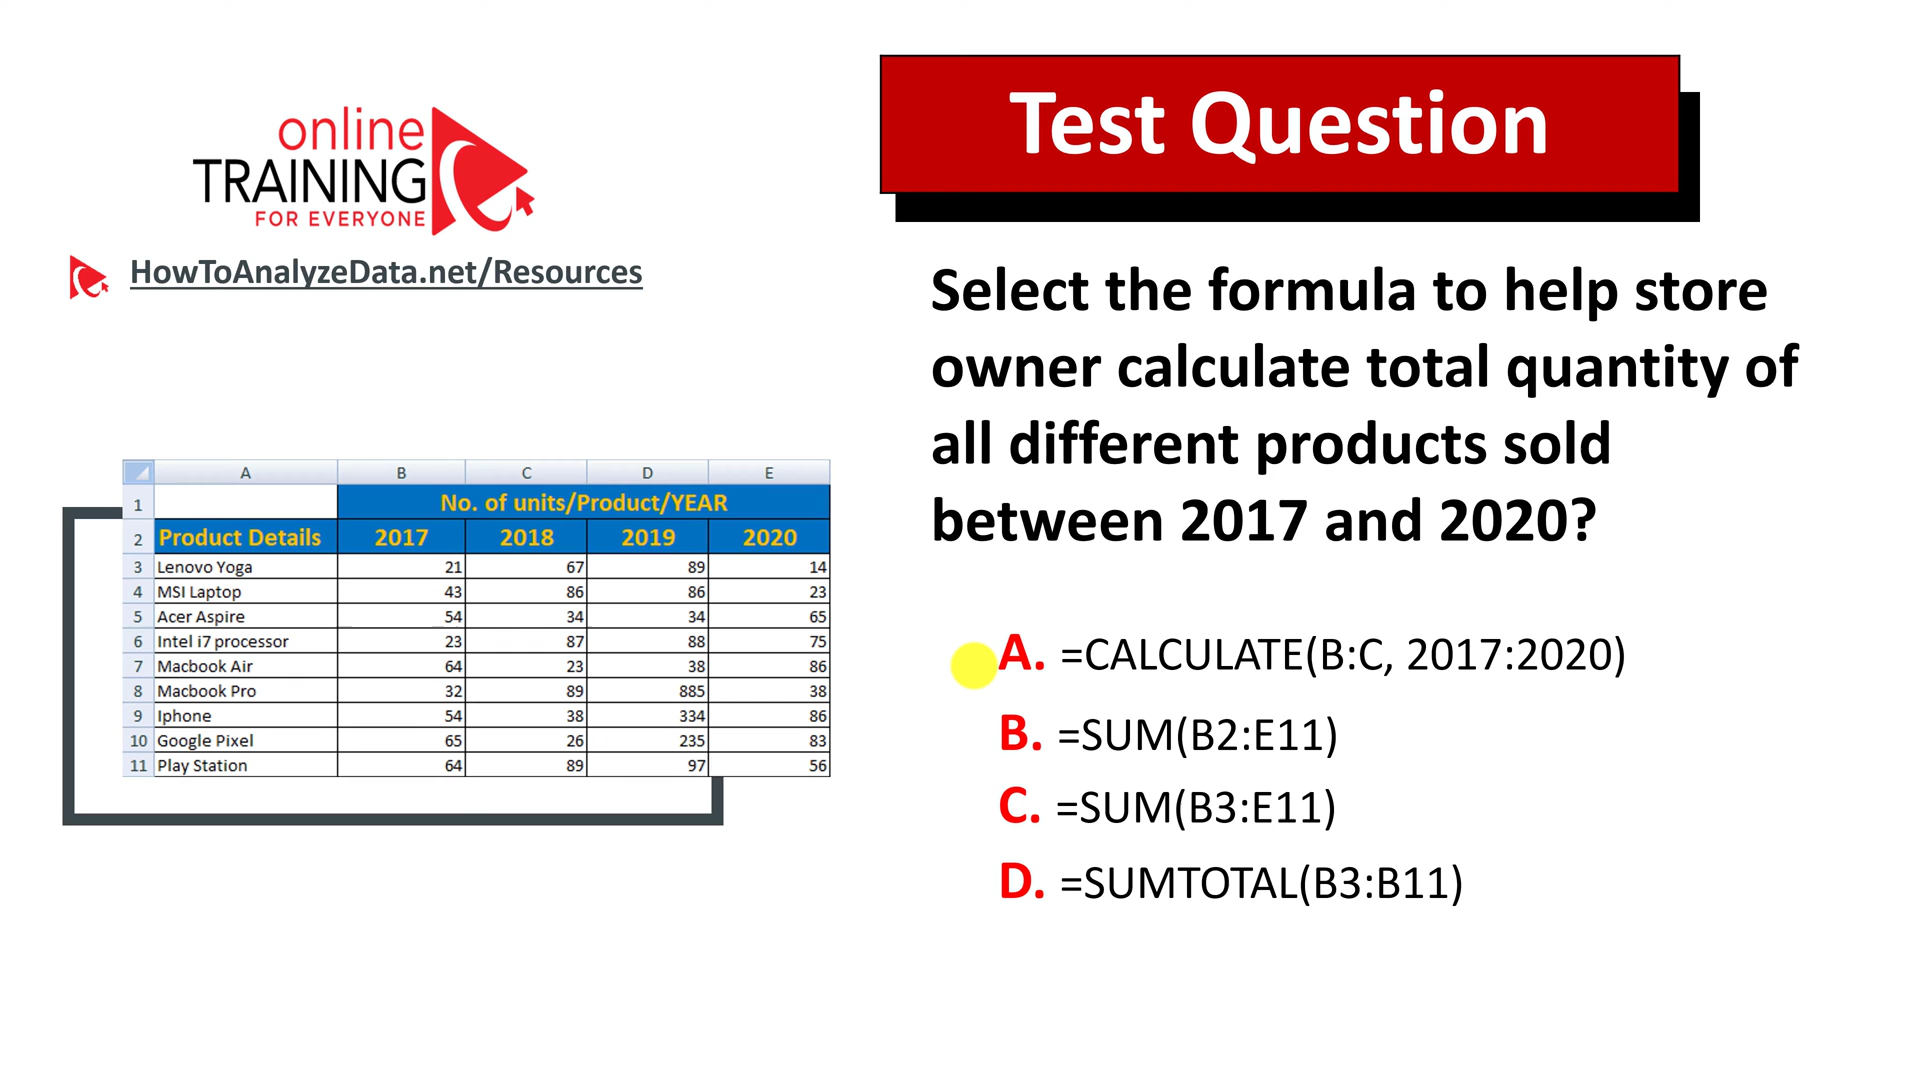 online
TRAINING
FOR EVERYONE
HowToAnalyzeData.net/Resources
A B C D E
1 No. of units/Product/YEAR
2 Product Details 2017 2018 2019 2020
3 Lenovo Yoga 21 67 89 14
4 MSI Laptop 43 86 86 23
5 Acer Aspire 54 34 34 65
6 Intel i7 processor 23 87 88 75
7 Macbook Air 64 23 38 86
8 Macbook Pro 32 89 885 38
9 Iphone 54 38 334 86
10 Google Pixel 65 26 235 83
11 Play Station 64 89 97 56
Test Question
Select the formula to help store
owner calculate total quantity of
all different products sold
between 2017 and 2020?
A. =CALCULATE(B:C, 2017:2020)
B. =SUM(B2:E11)
C. =SUM(B3:E11)
D. =SUMTOTAL(B3:B11)